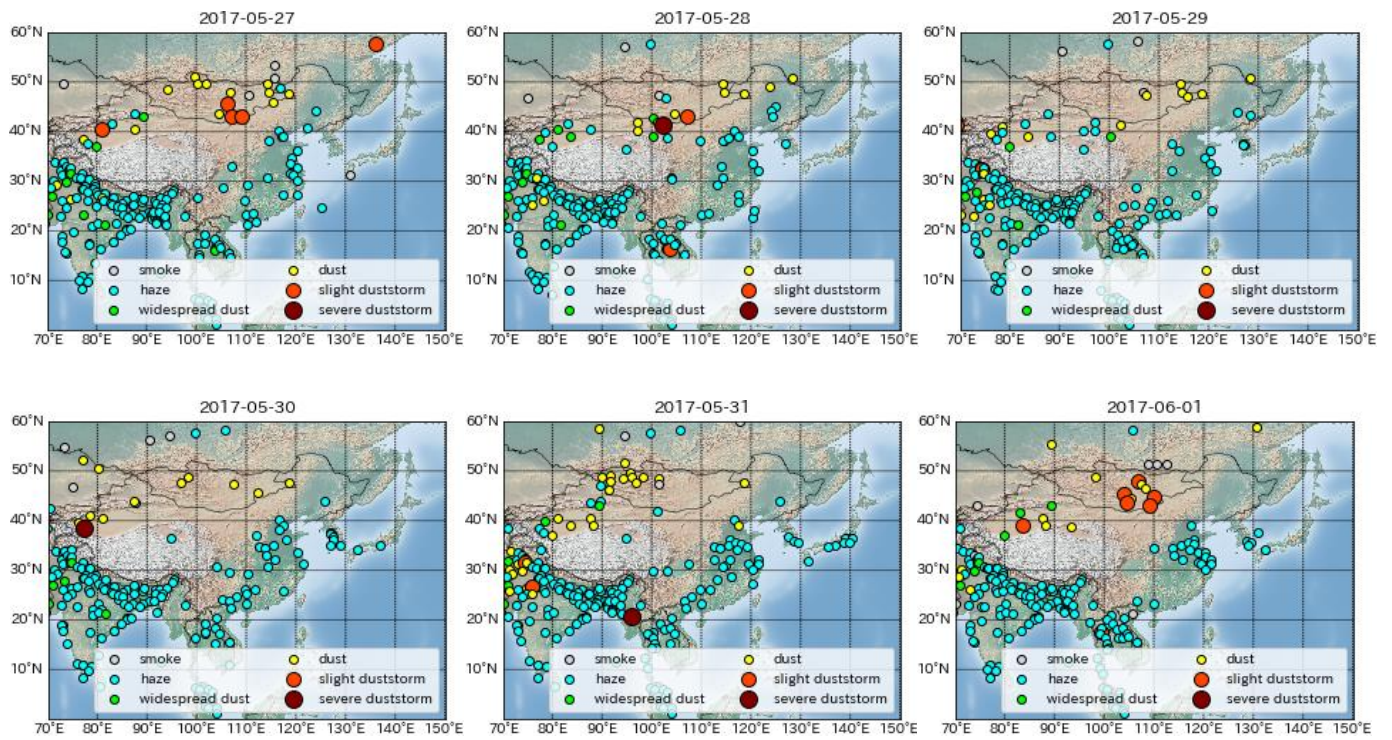 2017-05-27
60°N
50°N
40°N
30°N
20°N
10°N
smoke
haze
widespread dust
dust
slight duststorm
severe duststorm
70°E 80°E 90°E 100°E 110°E 120°E 130°E 140°E 150°E
2017-05-28
60°N
50°N
40°N
30°N
20°N
10°N
smoke
haze
widespread dust
dust
slight duststorm
severe duststorm
70°E 80°E 90°E 100°E 110°E 120°E 130°E 140°E 150°E
2017-05-29
60°N
50°N
40°N
30°N
20°N
10°N
smoke
haze
widespread dust
dust
slight duststorm
severe duststorm
70°E 80°E 90°E 100°E 110°E 120°E 130°E 140°E 150°E
2017-05-30
60°N
50°N
40°N
30°N
20°N
10°N
smoke
haze
widespread dust
dust
slight duststorm
severe duststorm
70°E 80°E 90°E 100°E 110°E 120°E 130°E 140°E 150°E
2017-05-31
60°N
50°N
40°N
30°N
20°N
10°N
smoke
haze
widespread dust
dust
slight duststorm
severe duststorm
70°E 80°E 90°E 100°E 110°E 120°E 130°E 140°E 150°E
2017-06-01
60°N
50°N
40°N
30°N
20°N
10°N
smoke
haze
widespread dust
dust
slight duststorm
severe duststorm
70°E 80°E 90°E 100°E 110°E 120°E 130°E 140°E 150°E